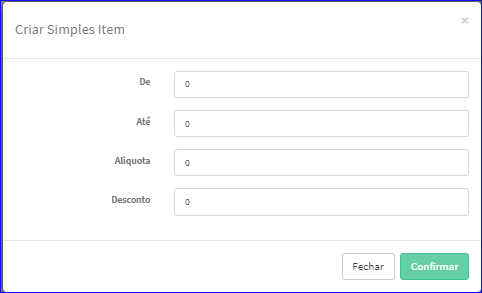 Criar Simples Item
×
De
0
Até
0
Aliquota
0
Desconto
0
Fechar
Confirmar